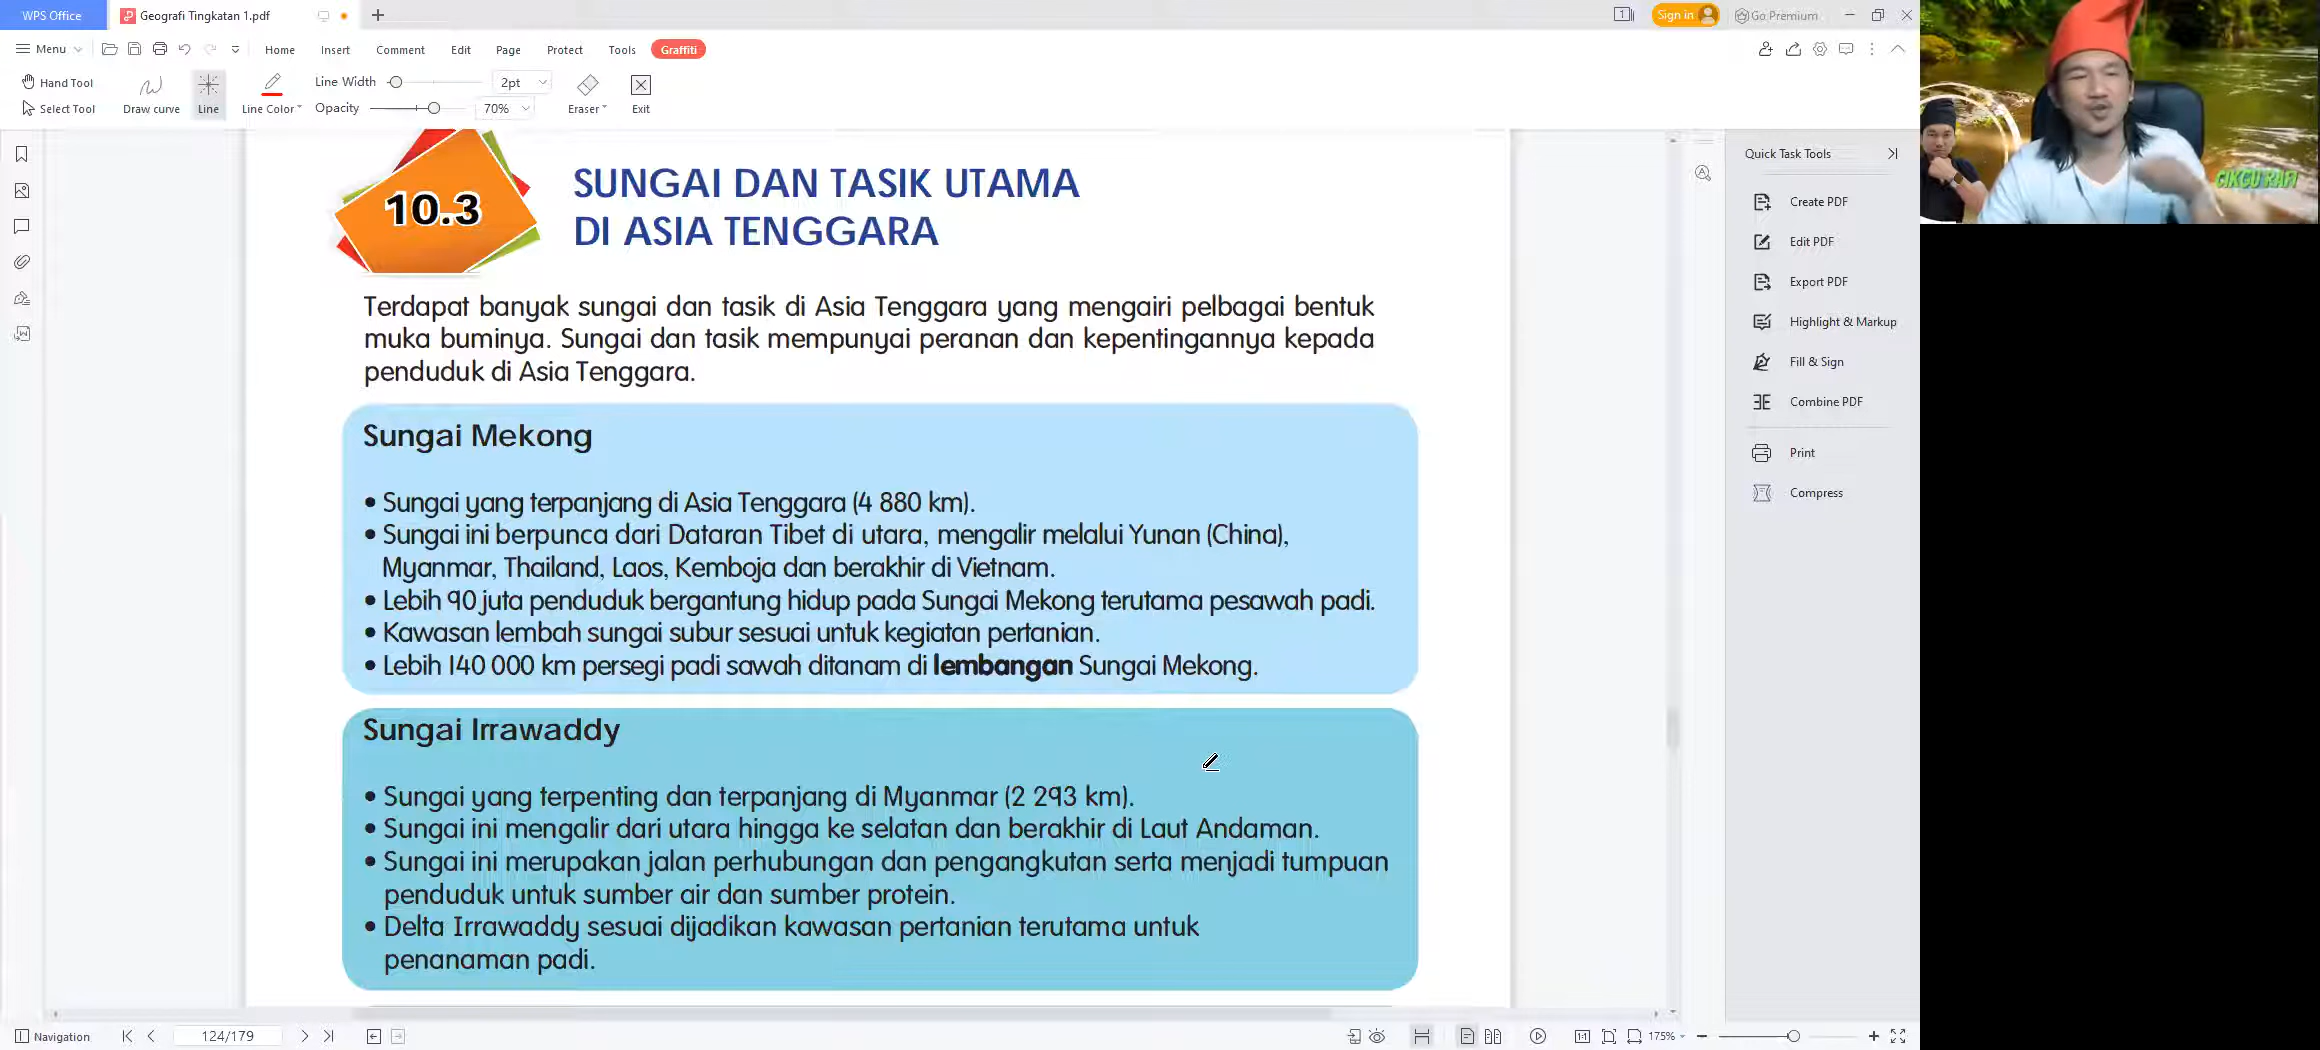 WPS Office
Geografi Tingkatan 1.pdf
Sign in
Go Premium
Menu
Home
Insert
Comment
Edit
Page
Protect
Tools
Graffiti
Hand Tool
Select Tool
Draw curve
Line
Line Color
Line Width
2pt
Opacity
70%
Eraser
Exit
10.3
SUNGAI DAN TASIK UTAMA
DI ASIA TENGGARA
Terdapat banyak sungai dan tasik di Asia Tenggara yang mengairi pelbagai bentuk
muka buminya. Sungai dan tasik mempunyai peranan dan kepentingannya kepada
penduduk di Asia Tenggara.
Sungai Mekong
• Sungai yang terpanjang di Asia Tenggara (4 880 km).
• Sungai ini berpunca dari Dataran Tibet di utara, mengalir melalui Yunan (China),
Myanmar, Thailand, Laos, Kemboja dan berakhir di Vietnam.
• Lebih 90 juta penduduk bergantung hidup pada Sungai Mekong terutama pesawah padi.
• Kawasan lembah sungai subur sesuai untuk kegiatan pertanian.
• Lebih 140 000 km persegi padi sawah ditanam di lembangan Sungai Mekong.
Sungai Irrawaddy
• Sungai yang terpenting dan terpanjang di Myanmar (2 293 km).
• Sungai ini mengalir dari utara hingga ke selatan dan berakhir di Laut Andaman.
• Sungai ini merupakan jalan perhubungan dan pengangkutan serta menjadi tumpuan
penduduk untuk sumber air dan sumber protein.
• Delta Irrawaddy sesuai dijadikan kawasan pertanian terutama untuk
penanaman padi.
Quick Task Tools
Create PDF
Edit PDF
Export PDF
Highlight & Markup
Fill & Sign
Combine PDF
Print
Compress
CIKGU RAFI
Navigation
124/179
1:1
175%